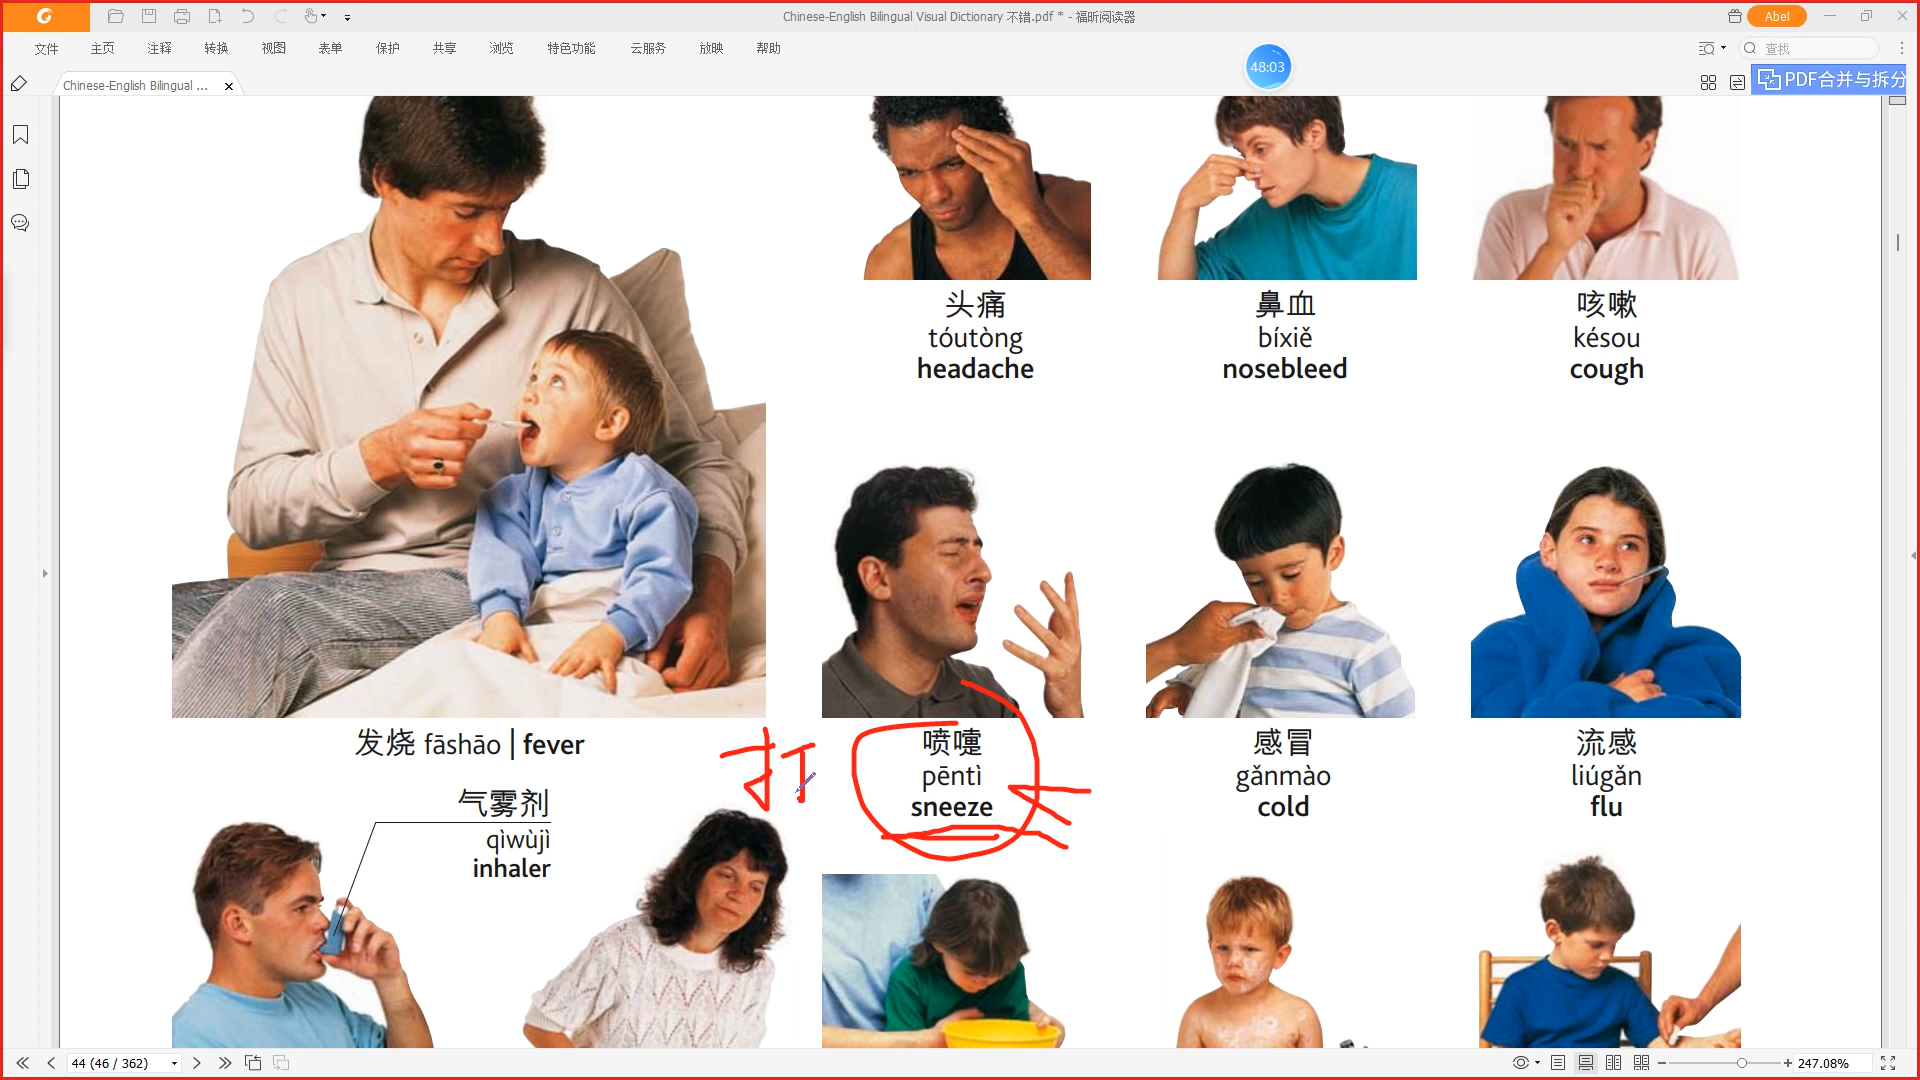 Chinese-English Bilingual Visual Dictionary 不错.pdf * - 福昕阅读器
Abel
文件 主页 注释 转换 视图 表单 保护 共享 浏览 特色功能 云服务 放映 帮助
查找
48:03
Chinese-English Bilingual ...
PDF合并与拆分
头痛
tóutòng
headache
鼻血
bíxiě
nosebleed
咳嗽
késou
cough
发烧 fāshāo | fever
打
喷嚏
pēntì
sneeze
感冒
gǎnmào
cold
流感
liúgǎn
flu
气雾剂
qìwùjì
inhaler
44 (46 / 362)
247.08%